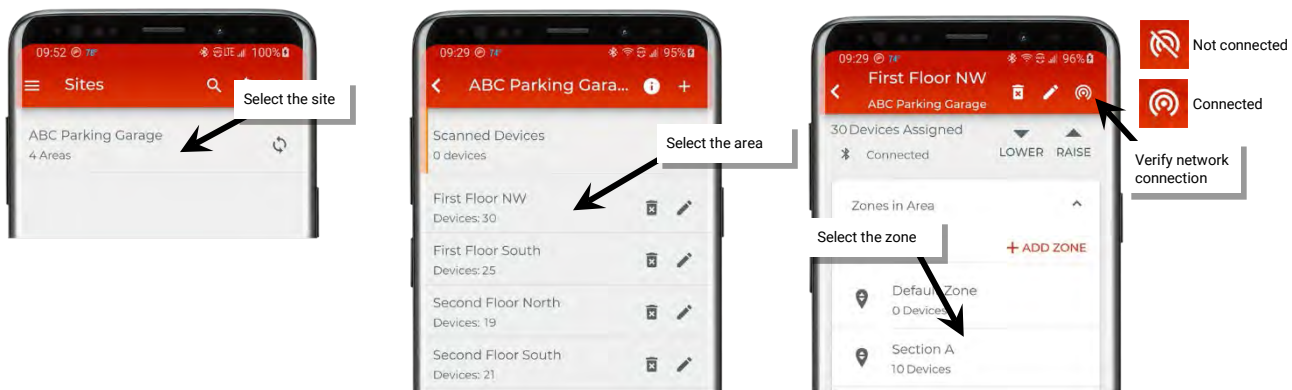 09:52 78° LTE 100%
Sites
Select the site
ABC Parking Garage
4 Areas
09:29 74° 95%
ABC Parking Gara...
Scanned Devices
0 devices
Select the area
First Floor NW
Devices: 30
First Floor South
Devices: 25
Second Floor North
Devices: 19
Second Floor South
Devices: 21
09:29 74° 96%
First Floor NW
ABC Parking Garage
30 Devices Assigned
Connected
LOWER RAISE
Zones in Area
Select the zone
+ ADD ZONE
Default Zone
0 Devices
Section A
10 Devices
Not connected
Connected
Verify network
connection